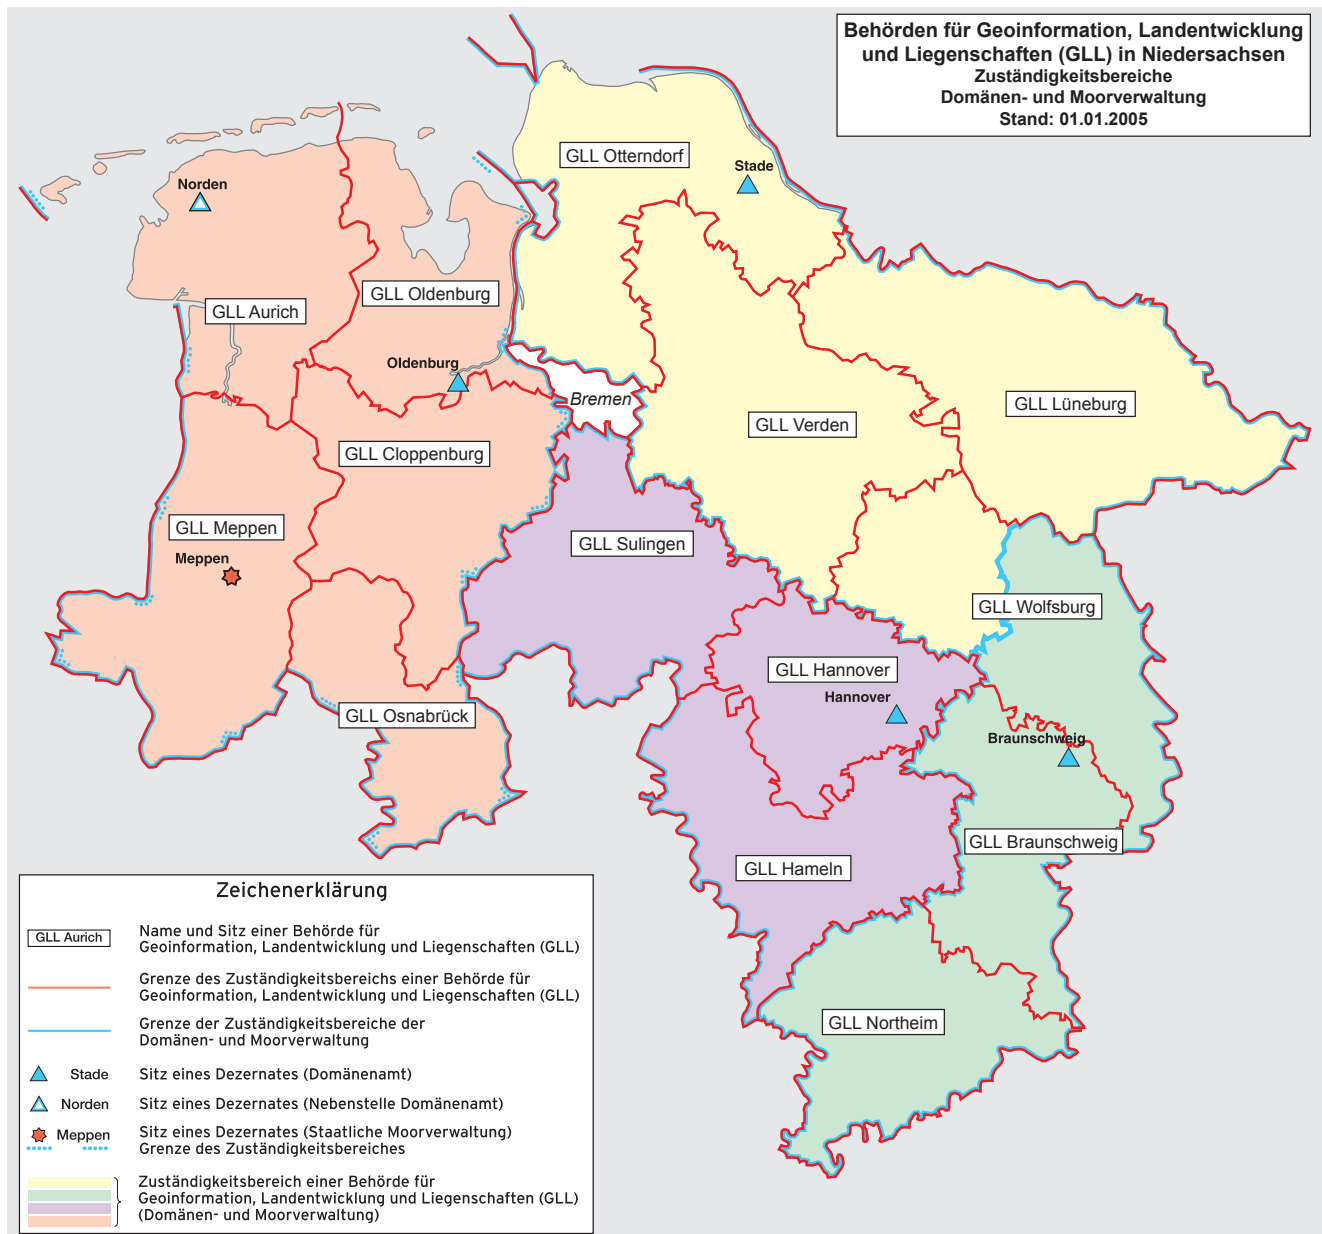 Behörden für Geoinformation, Landentwicklung
und Liegenschaften (GLL) in Niedersachsen
Zuständigkeitsbereiche
Domänen- und Moorverwaltung
Stand: 01.01.2005
GLL Otterndorf
Stade
Norden
GLL Oldenburg
GLL Aurich
Oldenburg
Bremen
GLL Lüneburg
GLL Verden
GLL Cloppenburg
GLL Meppen
GLL Sulingen
Meppen
GLL Wolfsburg
GLL Hannover
Hannover
GLL Osnabrück
Braunschweig
GLL Braunschweig
GLL Hameln
GLL Northeim
Zeichenerklärung
GLL Aurich
Name und Sitz einer Behörde für
Geoinformation, Landentwicklung und Liegenschaften (GLL)
Grenze des Zuständigkeitsbereichs einer Behörde für
Geoinformation, Landentwicklung und Liegenschaften (GLL)
Grenze der Zuständigkeitsbereiche der
Domänen- und Moorverwaltung
Stade Sitz eines Dezernates (Domänenamt)
Norden Sitz eines Dezernates (Nebenstelle Domänenamt)
Meppen Sitz eines Dezernates (Staatliche Moorverwaltung)
Grenze des Zuständigkeitsbereiches
Zuständigkeitsbereich einer Behörde für
Geoinformation, Landentwicklung und Liegenschaften (GLL)
(Domänen- und Moorverwaltung)